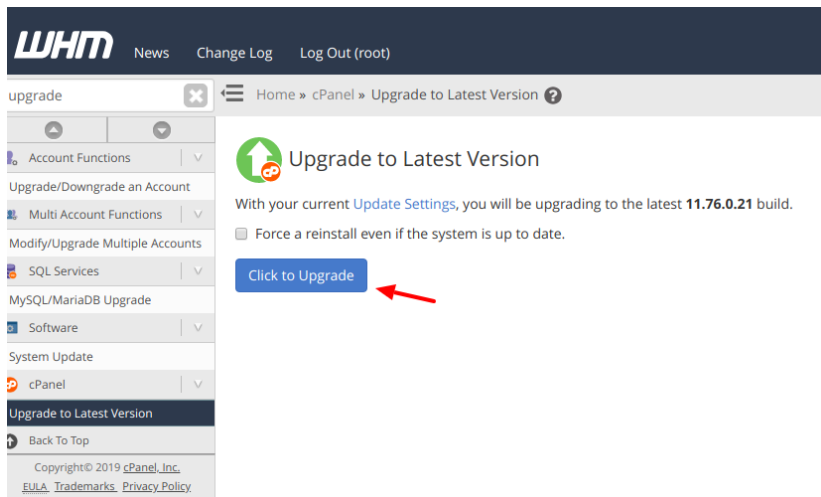 WHM News Change Log Log Out (root)
upgrade
Home » cPanel » Upgrade to Latest Version
Account Functions
Upgrade/Downgrade an Account
Multi Account Functions
Modify/Upgrade Multiple Accounts
SQL Services
MySQL/MariaDB Upgrade
Software
System Update
cPanel
Upgrade to Latest Version
Back To Top
Copyright© 2019 cPanel, Inc.
EULA Trademarks Privacy Policy
Upgrade to Latest Version
With your current Update Settings, you will be upgrading to the latest 11.76.0.21 build.
Force a reinstall even if the system is up to date.
Click to Upgrade